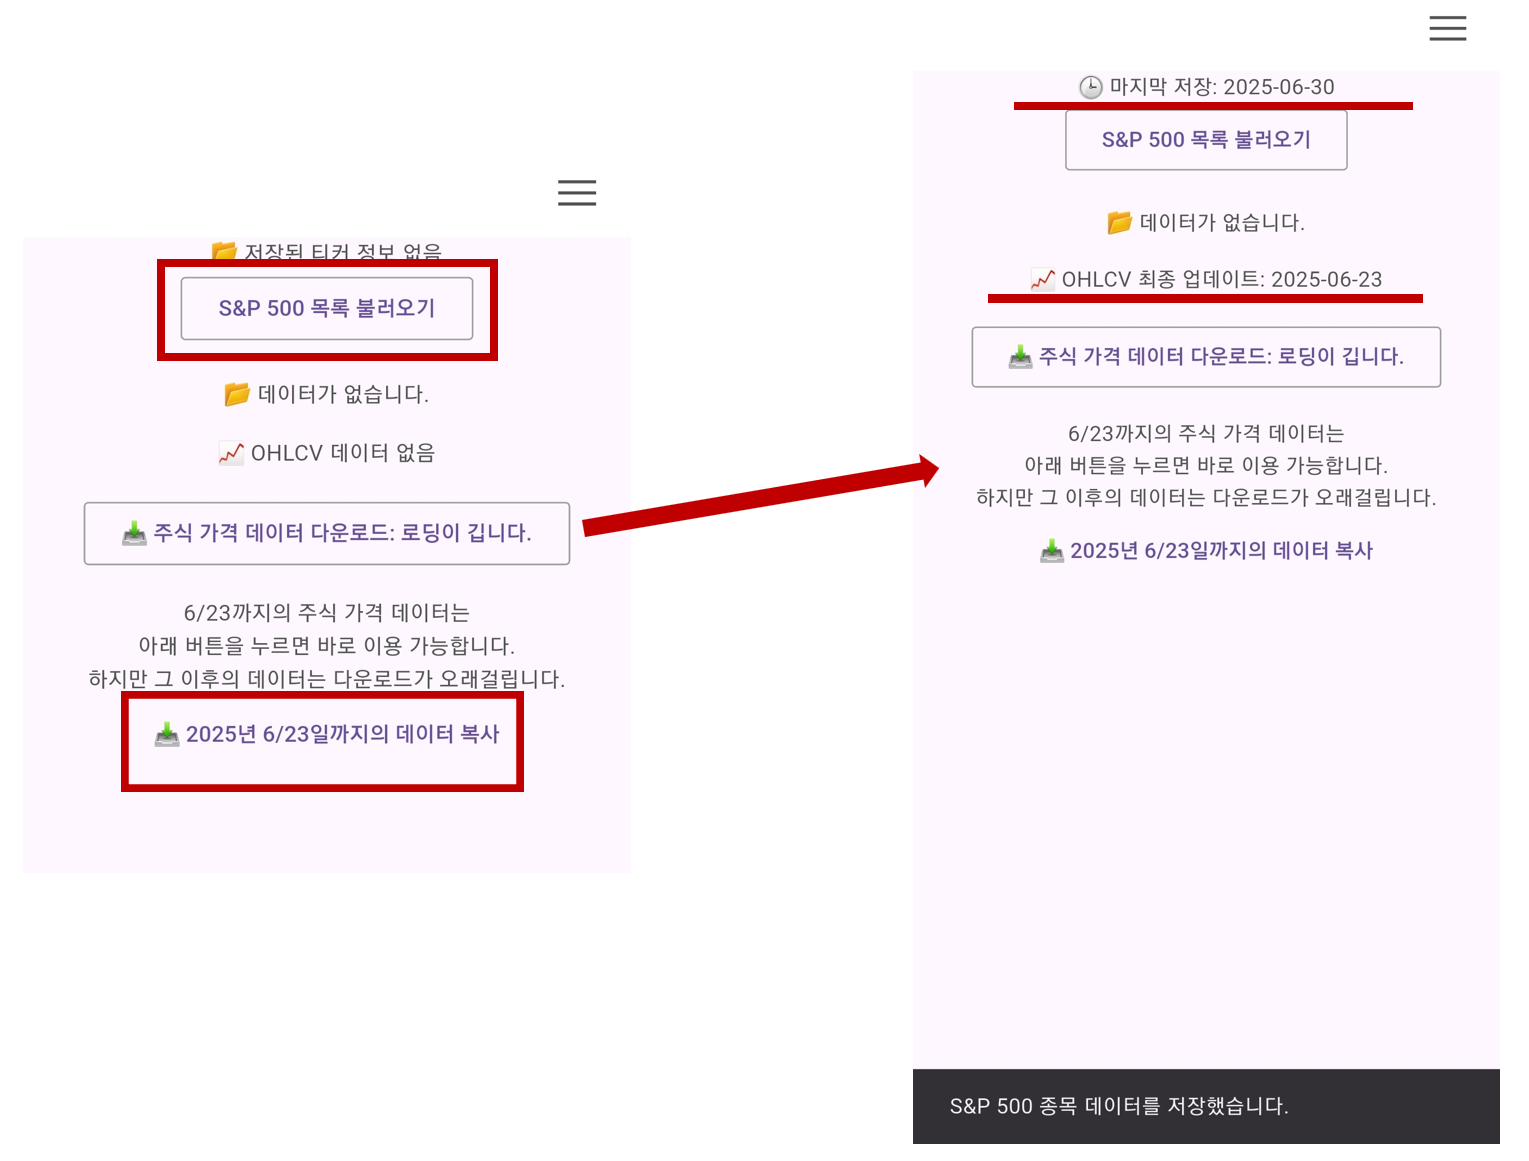 저장된 티커 정보 없음
S&P 500 목록 불러오기
데이터가 없습니다.
OHLCV 데이터 없음
주식 가격 데이터 다운로드: 로딩이 깁니다.
6/23까지의 주식 가격 데이터는
아래 버튼을 누르면 바로 이용 가능합니다.
하지만 그 이후의 데이터는 다운로드가 오래걸립니다.
2025년 6/23일까지의 데이터 복사
마지막 저장: 2025-06-30
S&P 500 목록 불러오기
데이터가 없습니다.
OHLCV 최종 업데이트: 2025-06-23
주식 가격 데이터 다운로드: 로딩이 깁니다.
6/23까지의 주식 가격 데이터는
아래 버튼을 누르면 바로 이용 가능합니다.
하지만 그 이후의 데이터는 다운로드가 오래걸립니다.
2025년 6/23일까지의 데이터 복사
S&P 500 종목 데이터를 저장했습니다.